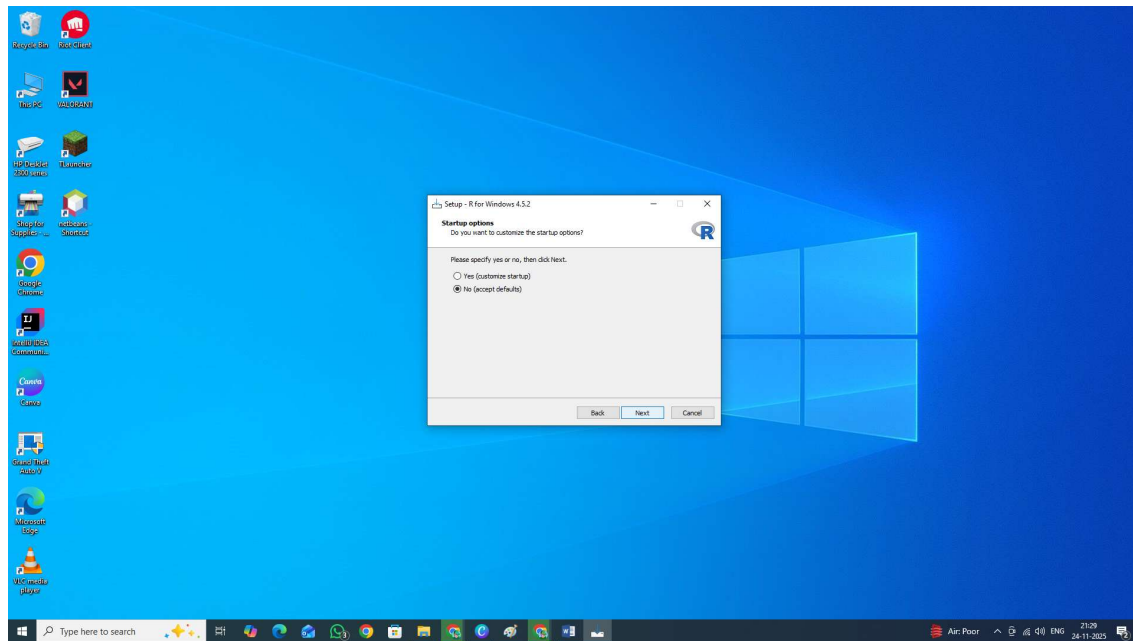 Recycle Bin
Riot Client
This PC
VALORANT
HP DeskJet
2300 series
TLauncher
Shop for
Supplies - ...
netbeans -
Shortcut
Google
Chrome
IntelliJ IDEA
Communi...
Canva
Canva
Grand Theft
Auto V
Microsoft
Edge
VLC media
player
Setup - R for Windows 4.5.2
Startup options
Do you want to customize the startup options?
R
Please specify yes or no, then click Next.
Yes (customize startup)
No (accept defaults)
Back Next Cancel
Type here to search
Air: Poor
ENG
21:29
24-11-2025